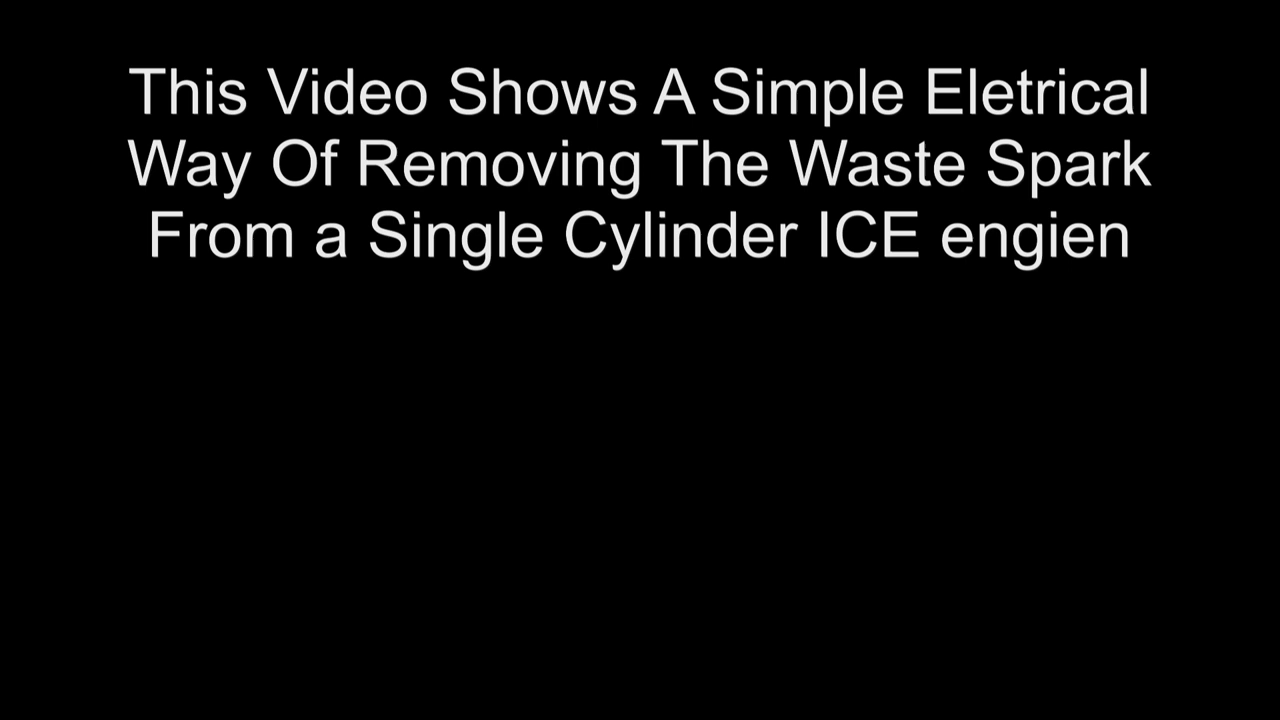 This Video Shows A Simple Eletrical
Way Of Removing The Waste Spark
From a Single Cylinder ICE engien